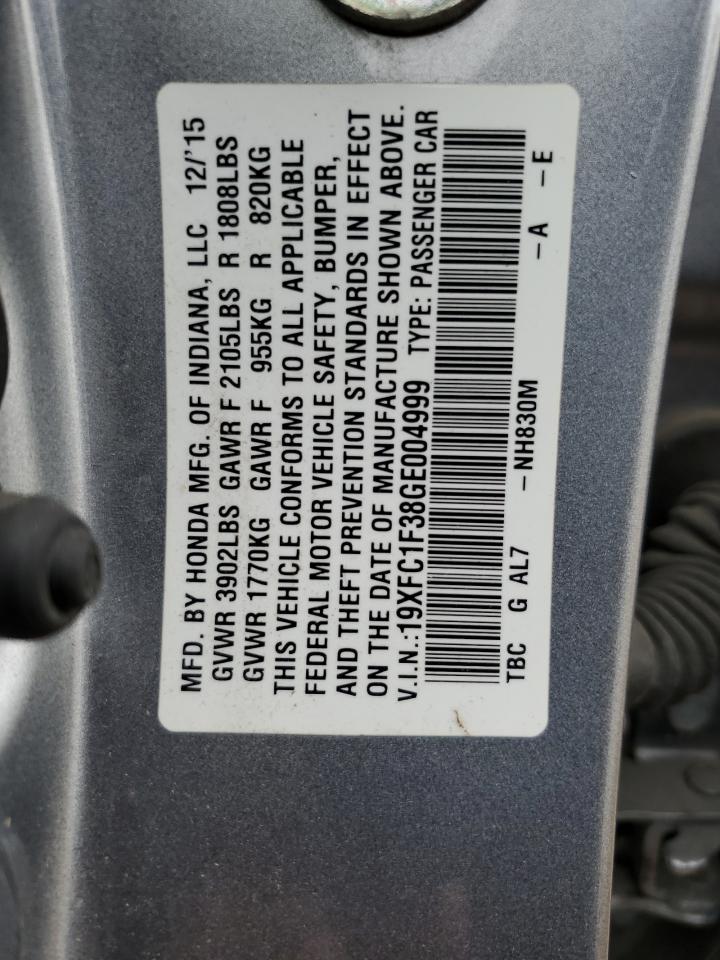 MFD. BY HONDA MFG. OF INDIANA, LLC 12/'15
GVWR 3902LBS GAWR F 2105LBS R 1808LBS
GVWR 1770KG GAWR F 955KG R 820KG
THIS VEHICLE CONFORMS TO ALL APPLICABLE
FEDERAL MOTOR VEHICLE SAFETY, BUMPER,
AND THEFT PREVENTION STANDARDS IN EFFECT
ON THE DATE OF MANUFACTURE SHOWN ABOVE.
V.I.N.:19XFC1F38GE004999 TYPE: PASSENGER CAR
TBC G AL7 -NH830M -A -E